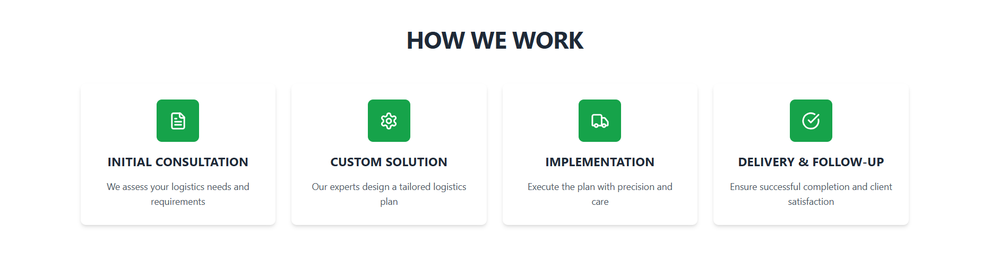 HOW WE WORK
INITIAL CONSULTATION
We assess your logistics needs and
requirements
CUSTOM SOLUTION
Our experts design a tailored logistics
plan
IMPLEMENTATION
Execute the plan with precision and
care
DELIVERY & FOLLOW-UP
Ensure successful completion and client
satisfaction